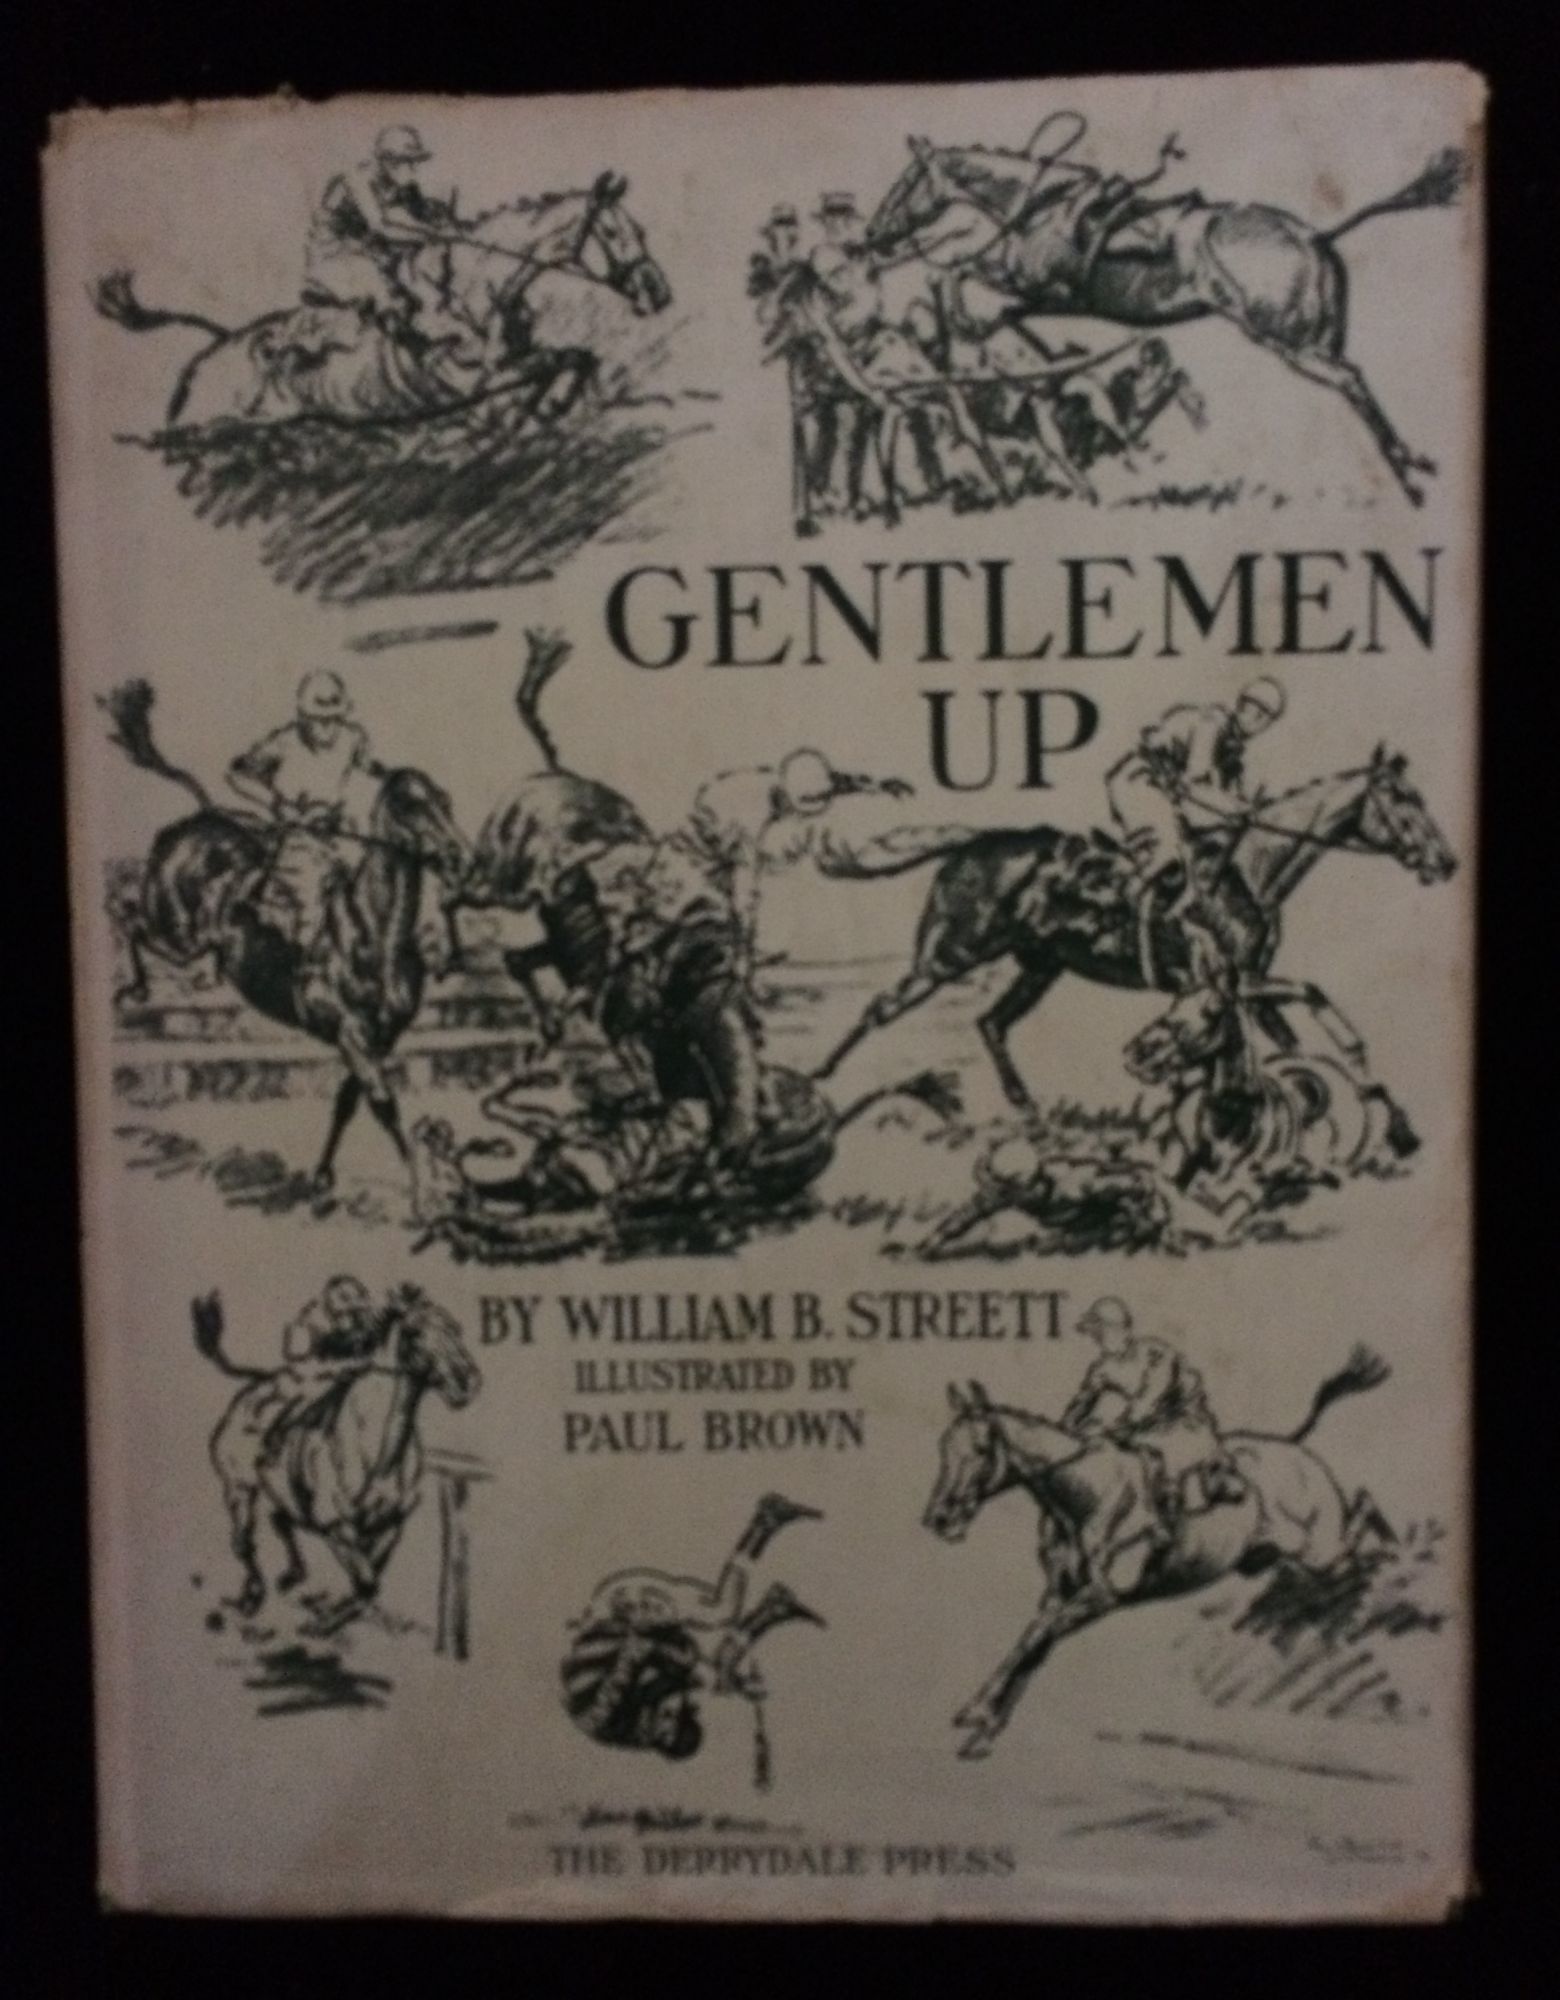 GENTLEMEN
UP
BY WILLIAM B. STREETT
ILLUSTRATED BY
PAUL BROWN
THE DERRYDALE PRESS